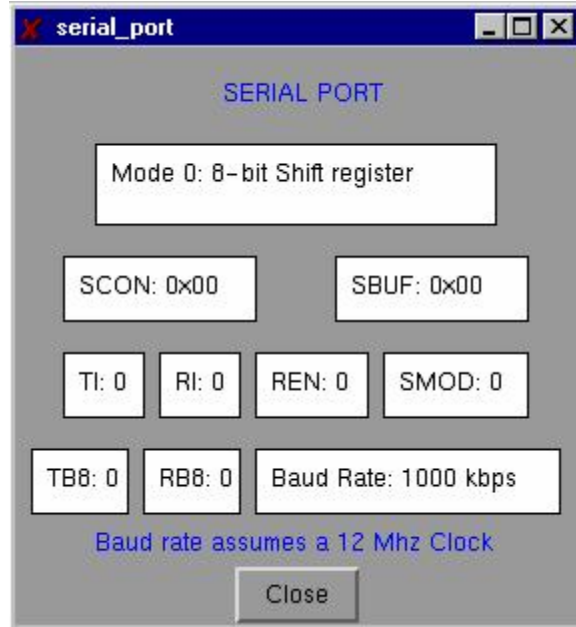 serial_port
SERIAL PORT
Mode 0: 8-bit Shift register
SCON: 0x00 SBUF: 0x00
TI: 0 RI: 0 REN: 0 SMOD: 0
TB8: 0 RB8: 0 Baud Rate: 1000 kbps
Baud rate assumes a 12 Mhz Clock
Close